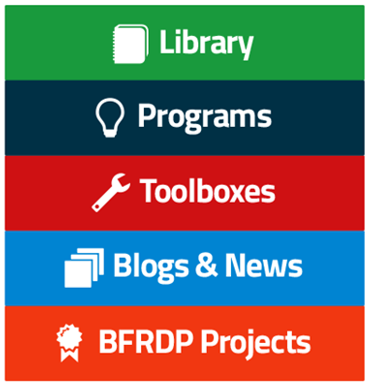 Library
Programs
Toolboxes
Blogs & News
BFRDP Projects